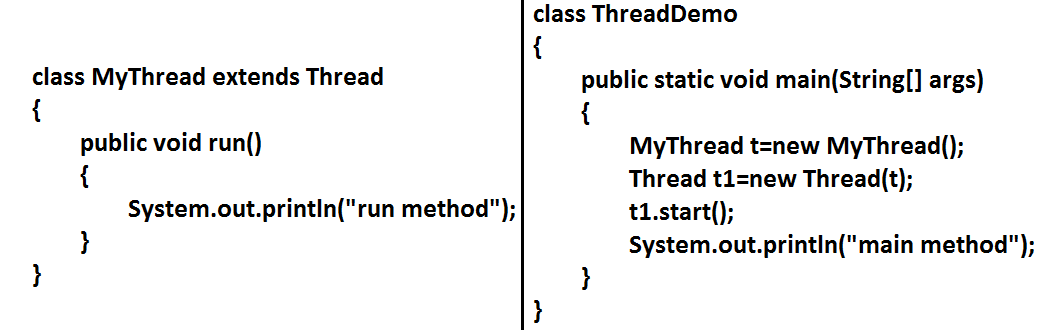 class MyThread extends Thread
{
public void run()
{
System.out.println("run method");
}
}
class ThreadDemo
{
public static void main(String[] args)
{
MyThread t=new MyThread();
Thread t1=new Thread(t);
t1.start();
System.out.println("main method");
}
}